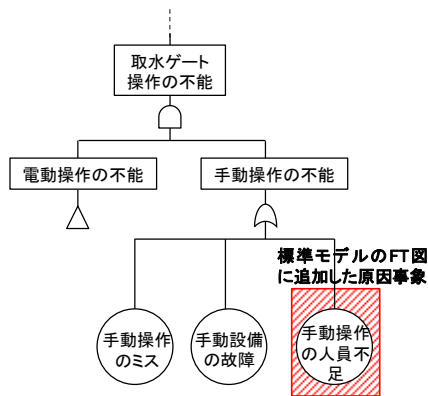 取水ゲート
操作の不能
電動操作の不能
手動操作の不能
標準モデルのFT図
に追加した原因事象
手動操作
のミス
手動設備
の故障
手動操作
の人員不
足